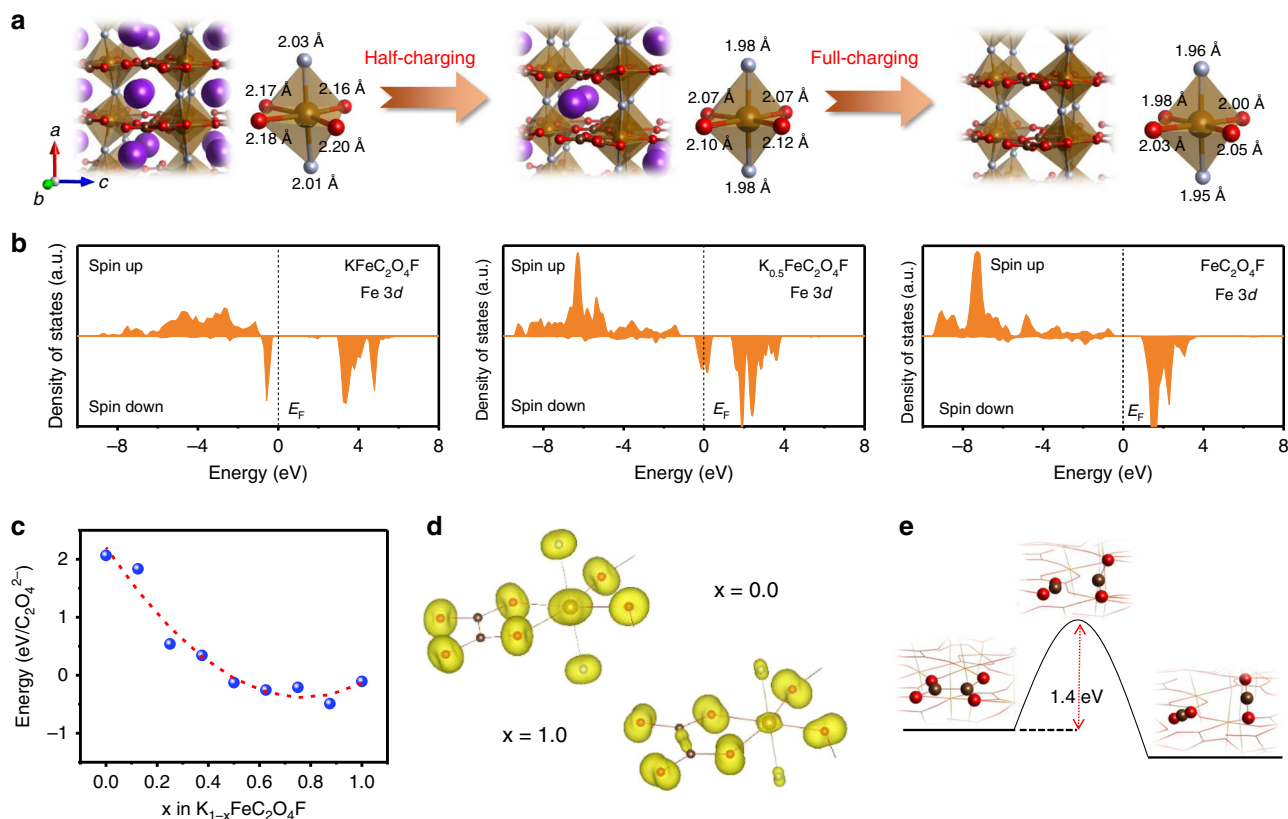 a
2.03 Å
2.17 Å
2.16 Å
2.18 Å
2.20 Å
2.01 Å
Half-charging
1.98 Å
2.07 Å
2.07 Å
2.10 Å
2.12 Å
1.98 Å
Full-charging
1.96 Å
1.98 Å
2.00 Å
2.03 Å
2.05 Å
1.95 Å
a
b
c
b
Density of states (a.u.)
Spin up
KFeC₂O₄F
Fe 3d
Spin down
E_F
–8 –4 0 4 8
Energy (eV)
Density of states (a.u.)
Spin up
K₀.₅FeC₂O₄F
Fe 3d
Spin down
E_F
–8 –4 0 4 8
Energy (eV)
Density of states (a.u.)
Spin up
FeC₂O₄F
Fe 3d
Spin down
E_F
–8 –4 0 4 8
Energy (eV)
c
Energy (eV/C₂O₄²⁻)
2
1
0
–1
0.0 0.2 0.4 0.6 0.8 1.0
x in K₁₋ₓFeC₂O₄F
d
x = 0.0
x = 1.0
e
1.4 eV